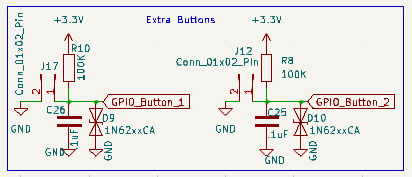 Extra Buttons
+3.3V
Conn_01x02_Pin
J17
R10
100K
2
1
GPIO_Button_1
GND
C26
.1uF
GND
D9
1N62xxCA
GND
+3.3V
J12
Conn_01x02_Pin
R8
100K
2
1
GPIO_Button_2
GND
C25
.1uF
GND
D10
1N62xxCA
GND